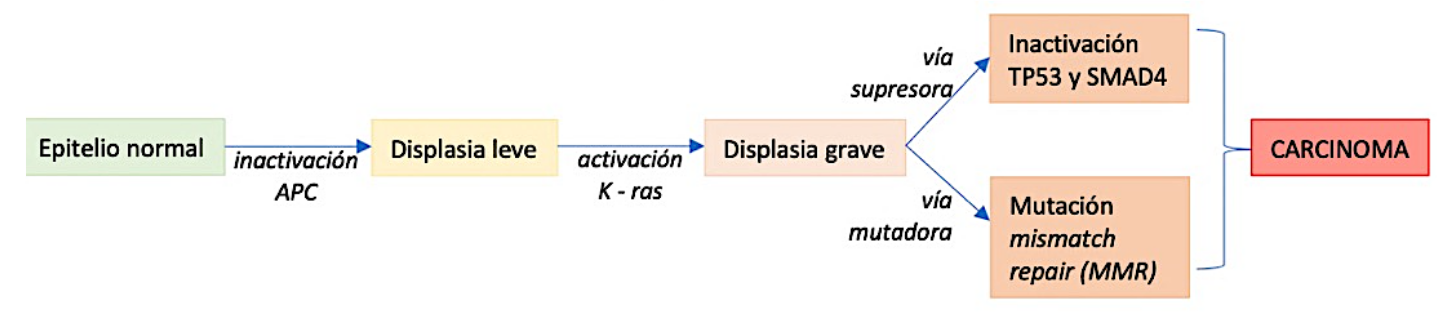 Epitelio normal
inactivación
APC
Displasia leve
activación
K - ras
Displasia grave
vía
supresora
Inactivación
TP53 y SMAD4
vía
mutadora
Mutación
mismatch
repair (MMR)
CARCINOMA